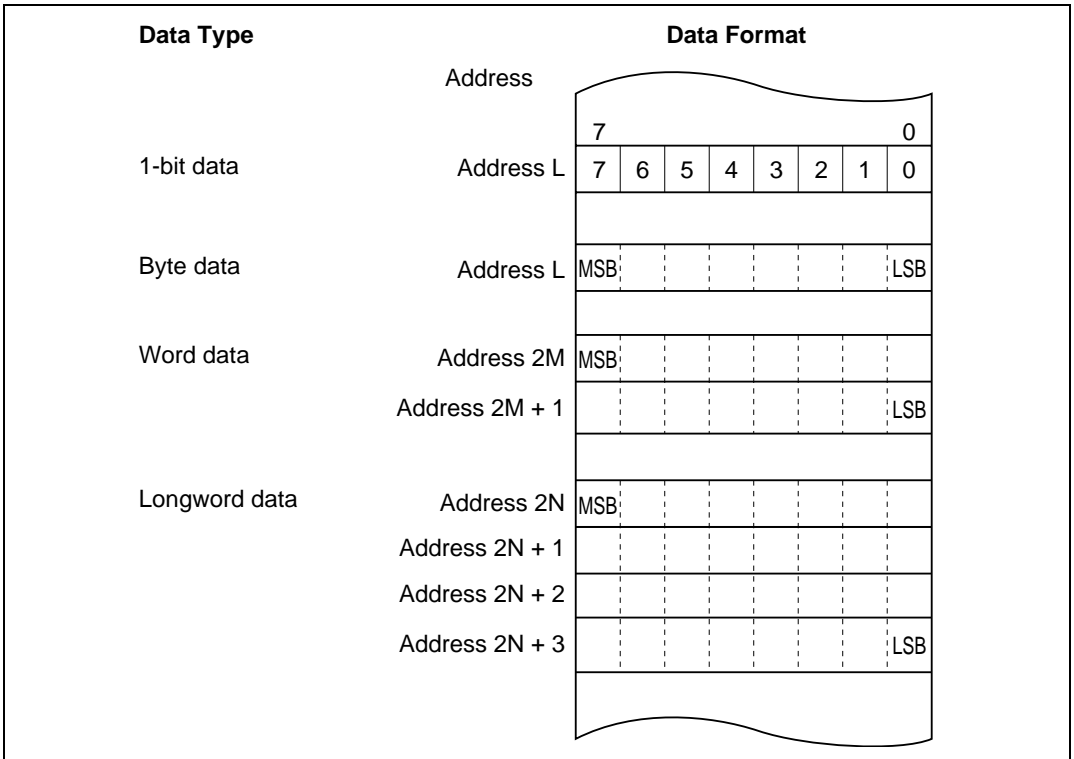 Data Type Data Format
Address
7 0
1-bit data Address L 7 6 5 4 3 2 1 0
Byte data Address L MSB LSB
Word data Address 2M MSB
Address 2M + 1 LSB
Longword data Address 2N MSB
Address 2N + 1
Address 2N + 2
Address 2N + 3 LSB